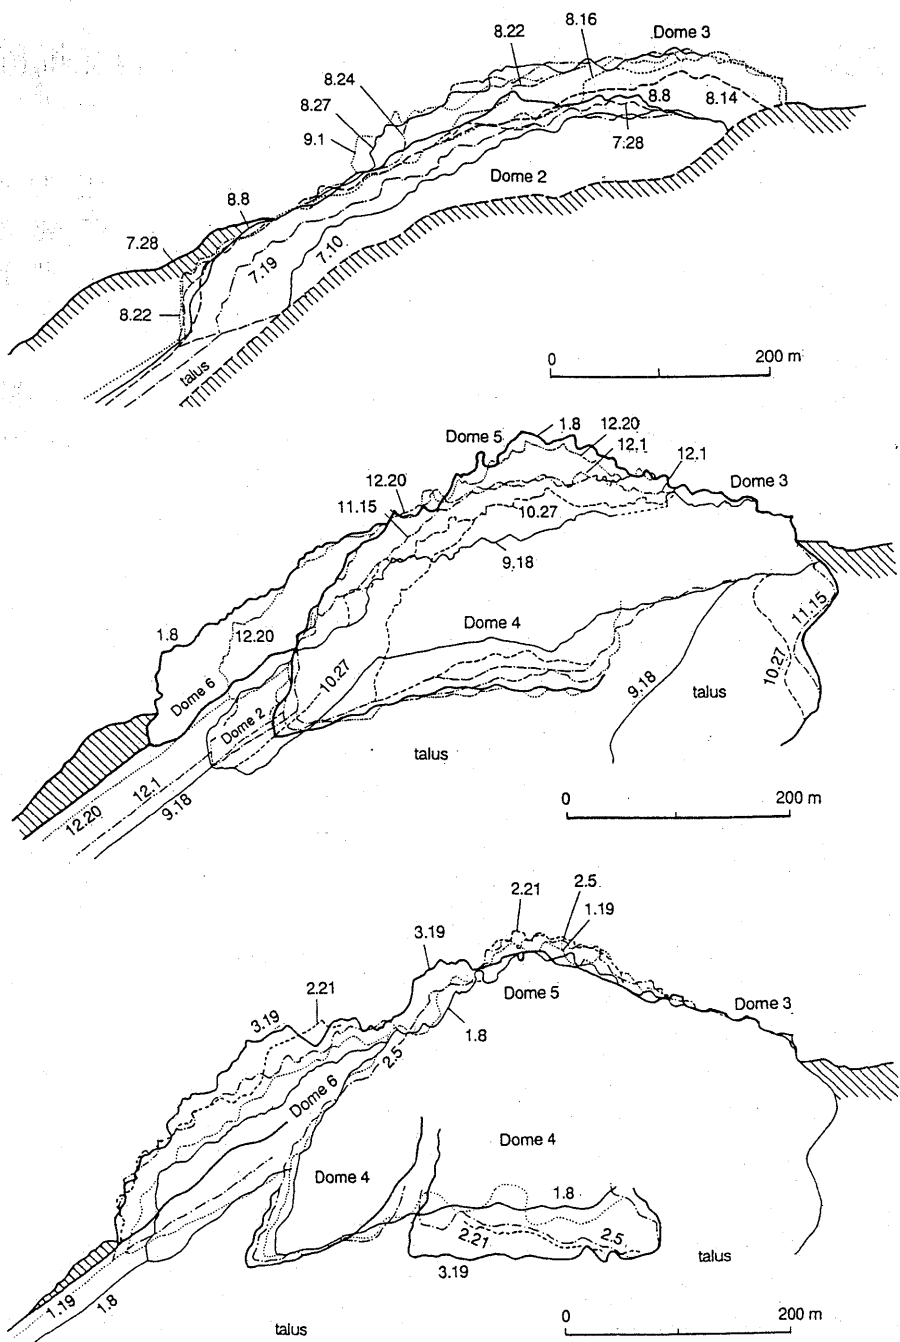 8.16
8.22
Dome 3
8.24
8.27
9.1
8.8
8.14
7.28
Dome 2
8.8
7.28
7.19
7.10
8.22
talus
0 200 m
1.8
12.20
Dome 5
12.1
12.1
12.20
Dome 3
11.15
10.27
9.18
11.15
Dome 4
1.8
12.20
10.27
10.27
9.18
Dome 6
talus
Dome 2
talus
12.20
12.1
9.18
0 200 m
2.21
2.5
1.19
3.19
Dome 5
Dome 3
2.21
3.19
1.8
2.5
Dome 6
Dome 4
Dome 4
1.8
2.21
2.5
talus
3.19
1.19
1.8
talus
0 200 m